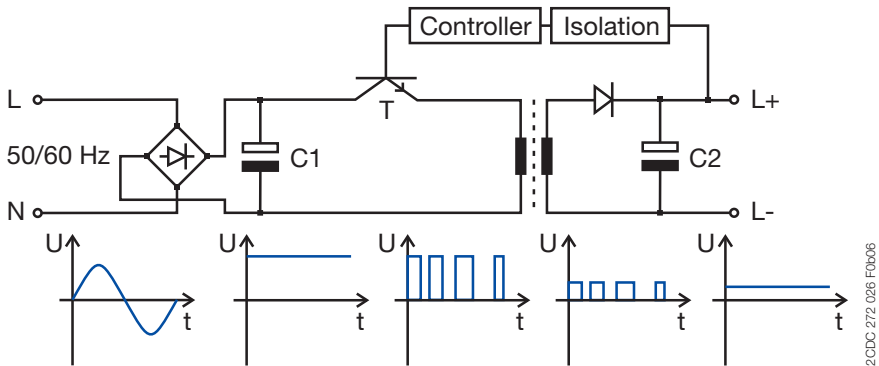 Controller
Isolation
L
T
L+
50/60 Hz
C1
C2
N
L-
U
t
U
t
U
t
U
t
U
t
2CDC 272 026 F0b06